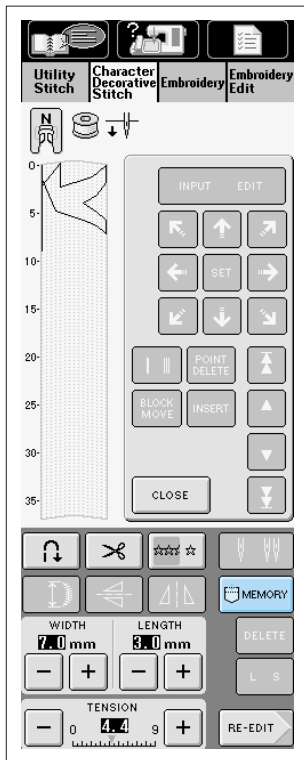 ?
Utility
Stitch
Character
Decorative
Stitch
Embroidery
Embroidery
Edit
N
0-
5-
10-
15-
20-
25-
30-
35-
INPUT EDIT
SET
POINT
DELETE
BLOCK
MOVE
INSERT
CLOSE
MEMORY
WIDTH
7.0 mm
LENGTH
3.0 mm
DELETE
L S
TENSION
0 4.4 9
RE-EDIT